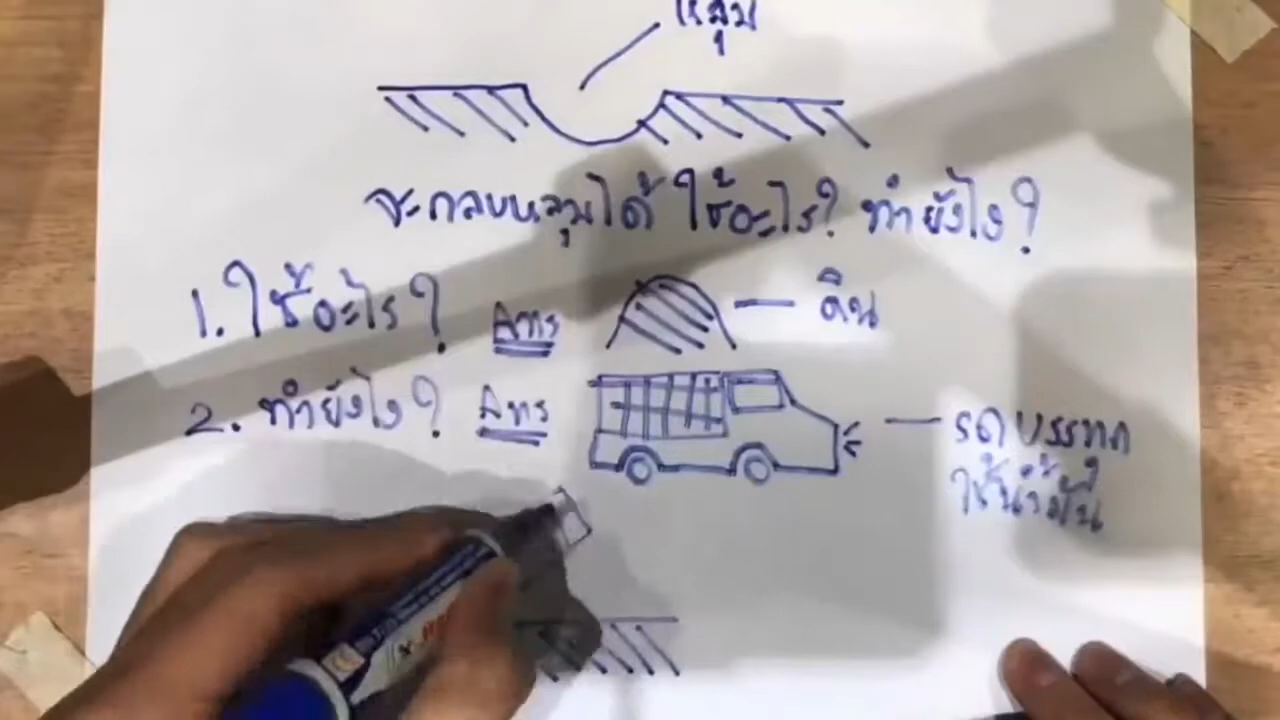 หลุม
จะกลบหลุมได้ ใช้อะไร? ทำยังไง?
1. ใช้อะไร? Ans ดิน
2. ทำยังไง? Ans รถบรรทุก
ใช้น้ำมัน